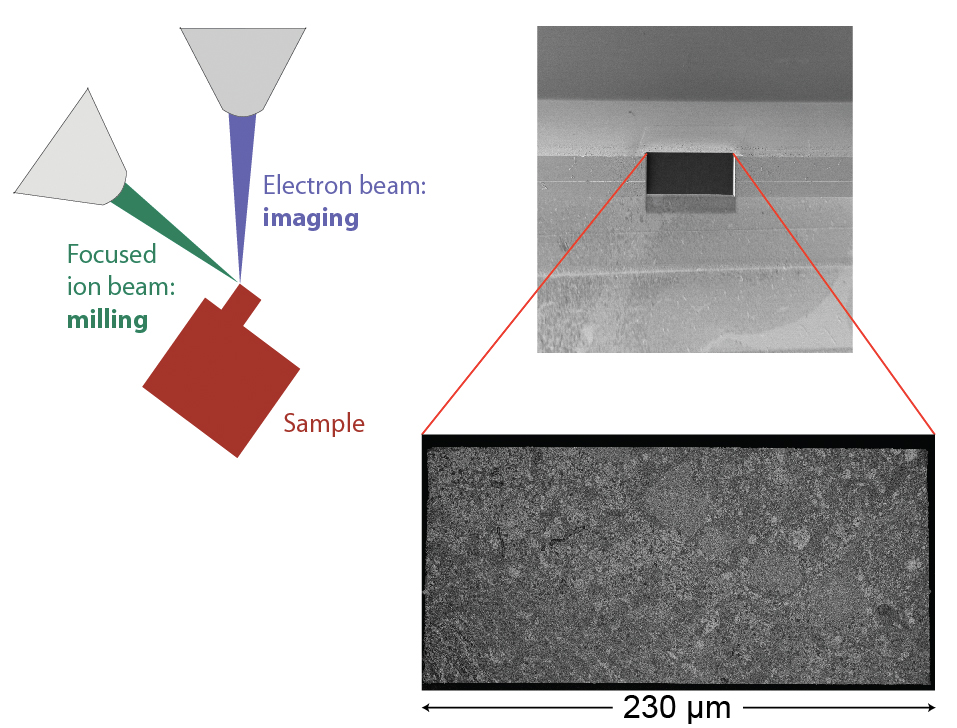 Electron beam:
imaging
Focused
ion beam:
milling
Sample
230 µm